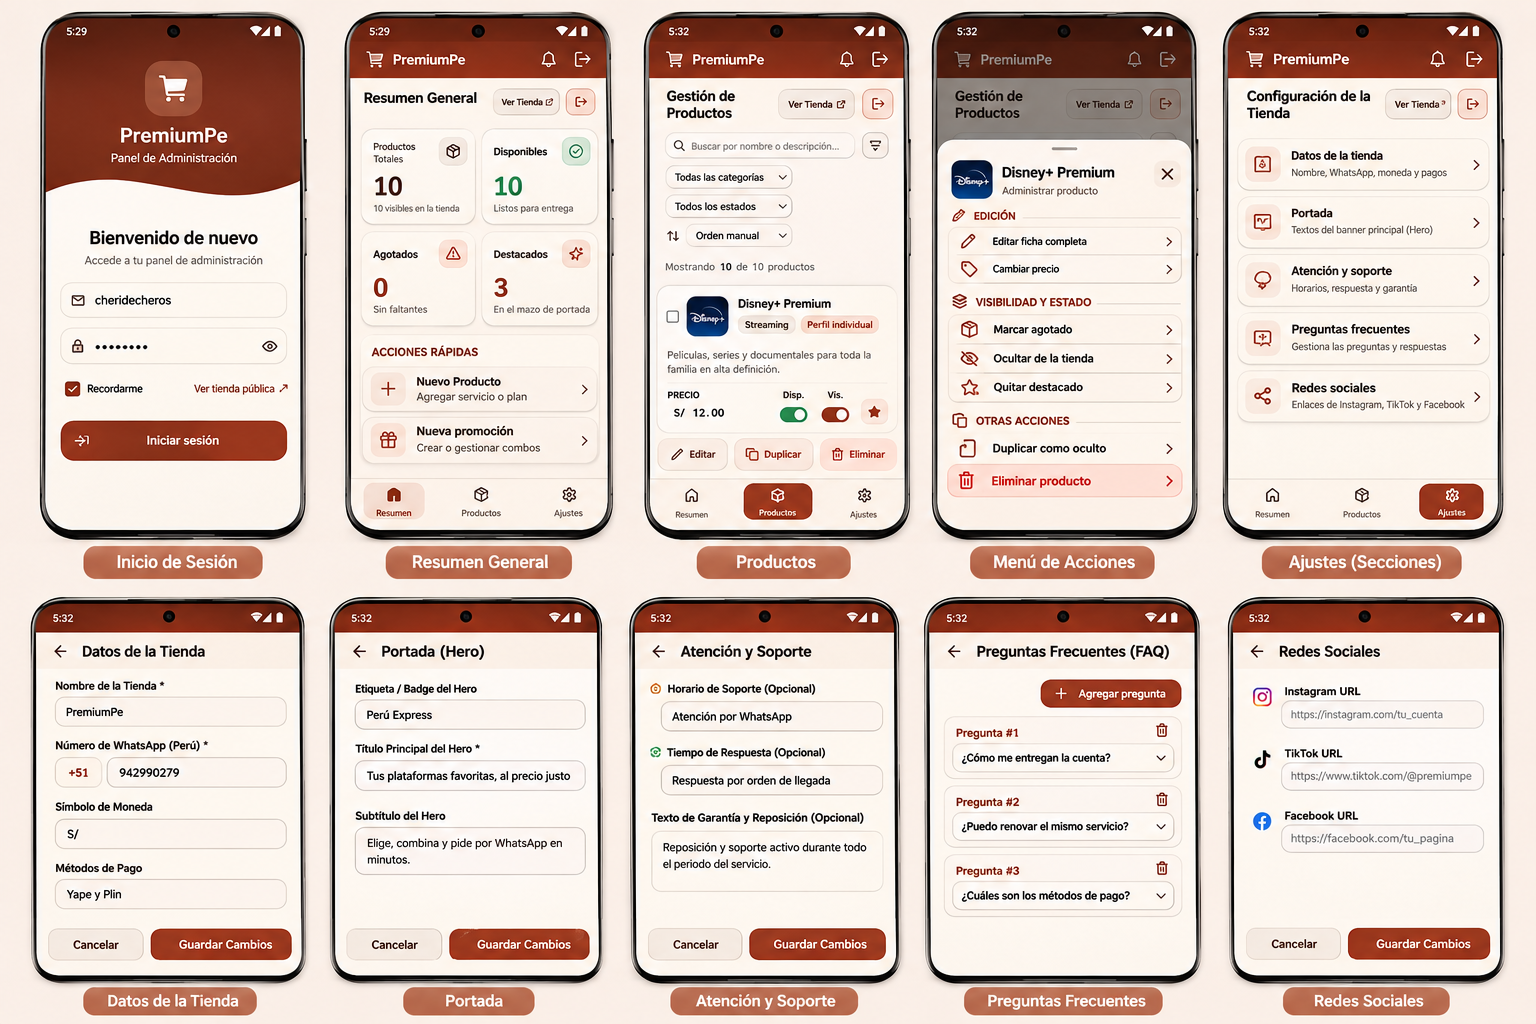 5:29
PremiumPe
Panel de Administración
Bienvenido de nuevo
Accede a tu panel de administración
cheridecheros
••••••••
Recordarme
Ver tienda pública ↗
Iniciar sesión
Inicio de Sesión
5:29
PremiumPe
Resumen General
Ver Tienda
Productos
Totales
10
10 visibles en la tienda
Disponibles
10
Listos para entrega
Agotados
0
Sin faltantes
Destacados
3
En el mazo de portada
ACCIONES RÁPIDAS
Nuevo Producto
Agregar servicio o plan
Nueva promoción
Crear o gestionar combos
Resumen
Productos
Ajustes
Resumen General
5:32
PremiumPe
Gestión de
Productos
Ver Tienda
Buscar por nombre o descripción...
Todas las categorías
Todos los estados
Orden manual
Mostrando 10 de 10 productos
Disney+
Disney+ Premium
Streaming
Perfil individual
Películas, series y documentales para toda la
familia en alta definición.
PRECIO
Disp.
Vis.
S/ 12.00
Editar
Duplicar
Eliminar
Resumen
Productos
Ajustes
Productos
5:32
PremiumPe
Gestión de
Productos
Ver Tienda
Disney+
Disney+ Premium
Administrar producto
EDICIÓN
Editar ficha completa
Cambiar precio
VISIBILIDAD Y ESTADO
Marcar agotado
Ocultar de la tienda
Quitar destacado
OTRAS ACCIONES
Duplicar como oculto
Eliminar producto
Menú de Acciones
5:32
PremiumPe
Configuración de la
Tienda
Ver Tienda
Datos de la tienda
Nombre, WhatsApp, moneda y pagos
Portada
Textos del banner principal (Hero)
Atención y soporte
Horarios, respuesta y garantía
Preguntas frecuentes
Gestiona las preguntas y respuestas
Redes sociales
Enlaces de Instagram, TikTok y Facebook
Resumen
Productos
Ajustes
Ajustes (Secciones)
5:32
Datos de la Tienda
Nombre de la Tienda *
PremiumPe
Número de WhatsApp (Perú) *
+51
942990279
Símbolo de Moneda
S/
Métodos de Pago
Yape y Plin
Cancelar
Guardar Cambios
Datos de la Tienda
5:32
Portada (Hero)
Etiqueta / Badge del Hero
Perú Express
Título Principal del Hero *
Tus plataformas favoritas, al precio justo
Subtítulo del Hero
Elige, combina y pide por WhatsApp en
minutos.
Cancelar
Guardar Cambios
Portada
5:32
Atención y Soporte
Horario de Soporte (Opcional)
Atención por WhatsApp
Tiempo de Respuesta (Opcional)
Respuesta por orden de llegada
Texto de Garantía y Reposición (Opcional)
Reposición y soporte activo durante todo
el periodo del servicio.
Cancelar
Guardar Cambios
Atención y Soporte
5:32
Preguntas Frecuentes (FAQ)
Agregar pregunta
Pregunta #1
¿Cómo me entregan la cuenta?
Pregunta #2
¿Puedo renovar el mismo servicio?
Pregunta #3
¿Cuáles son los métodos de pago?
Preguntas Frecuentes
5:32
Redes Sociales
Instagram URL
https://instagram.com/tu_cuenta
TikTok URL
https://www.tiktok.com/@premiumpe
Facebook URL
https://facebook.com/tu_pagina
Cancelar
Guardar Cambios
Redes Sociales